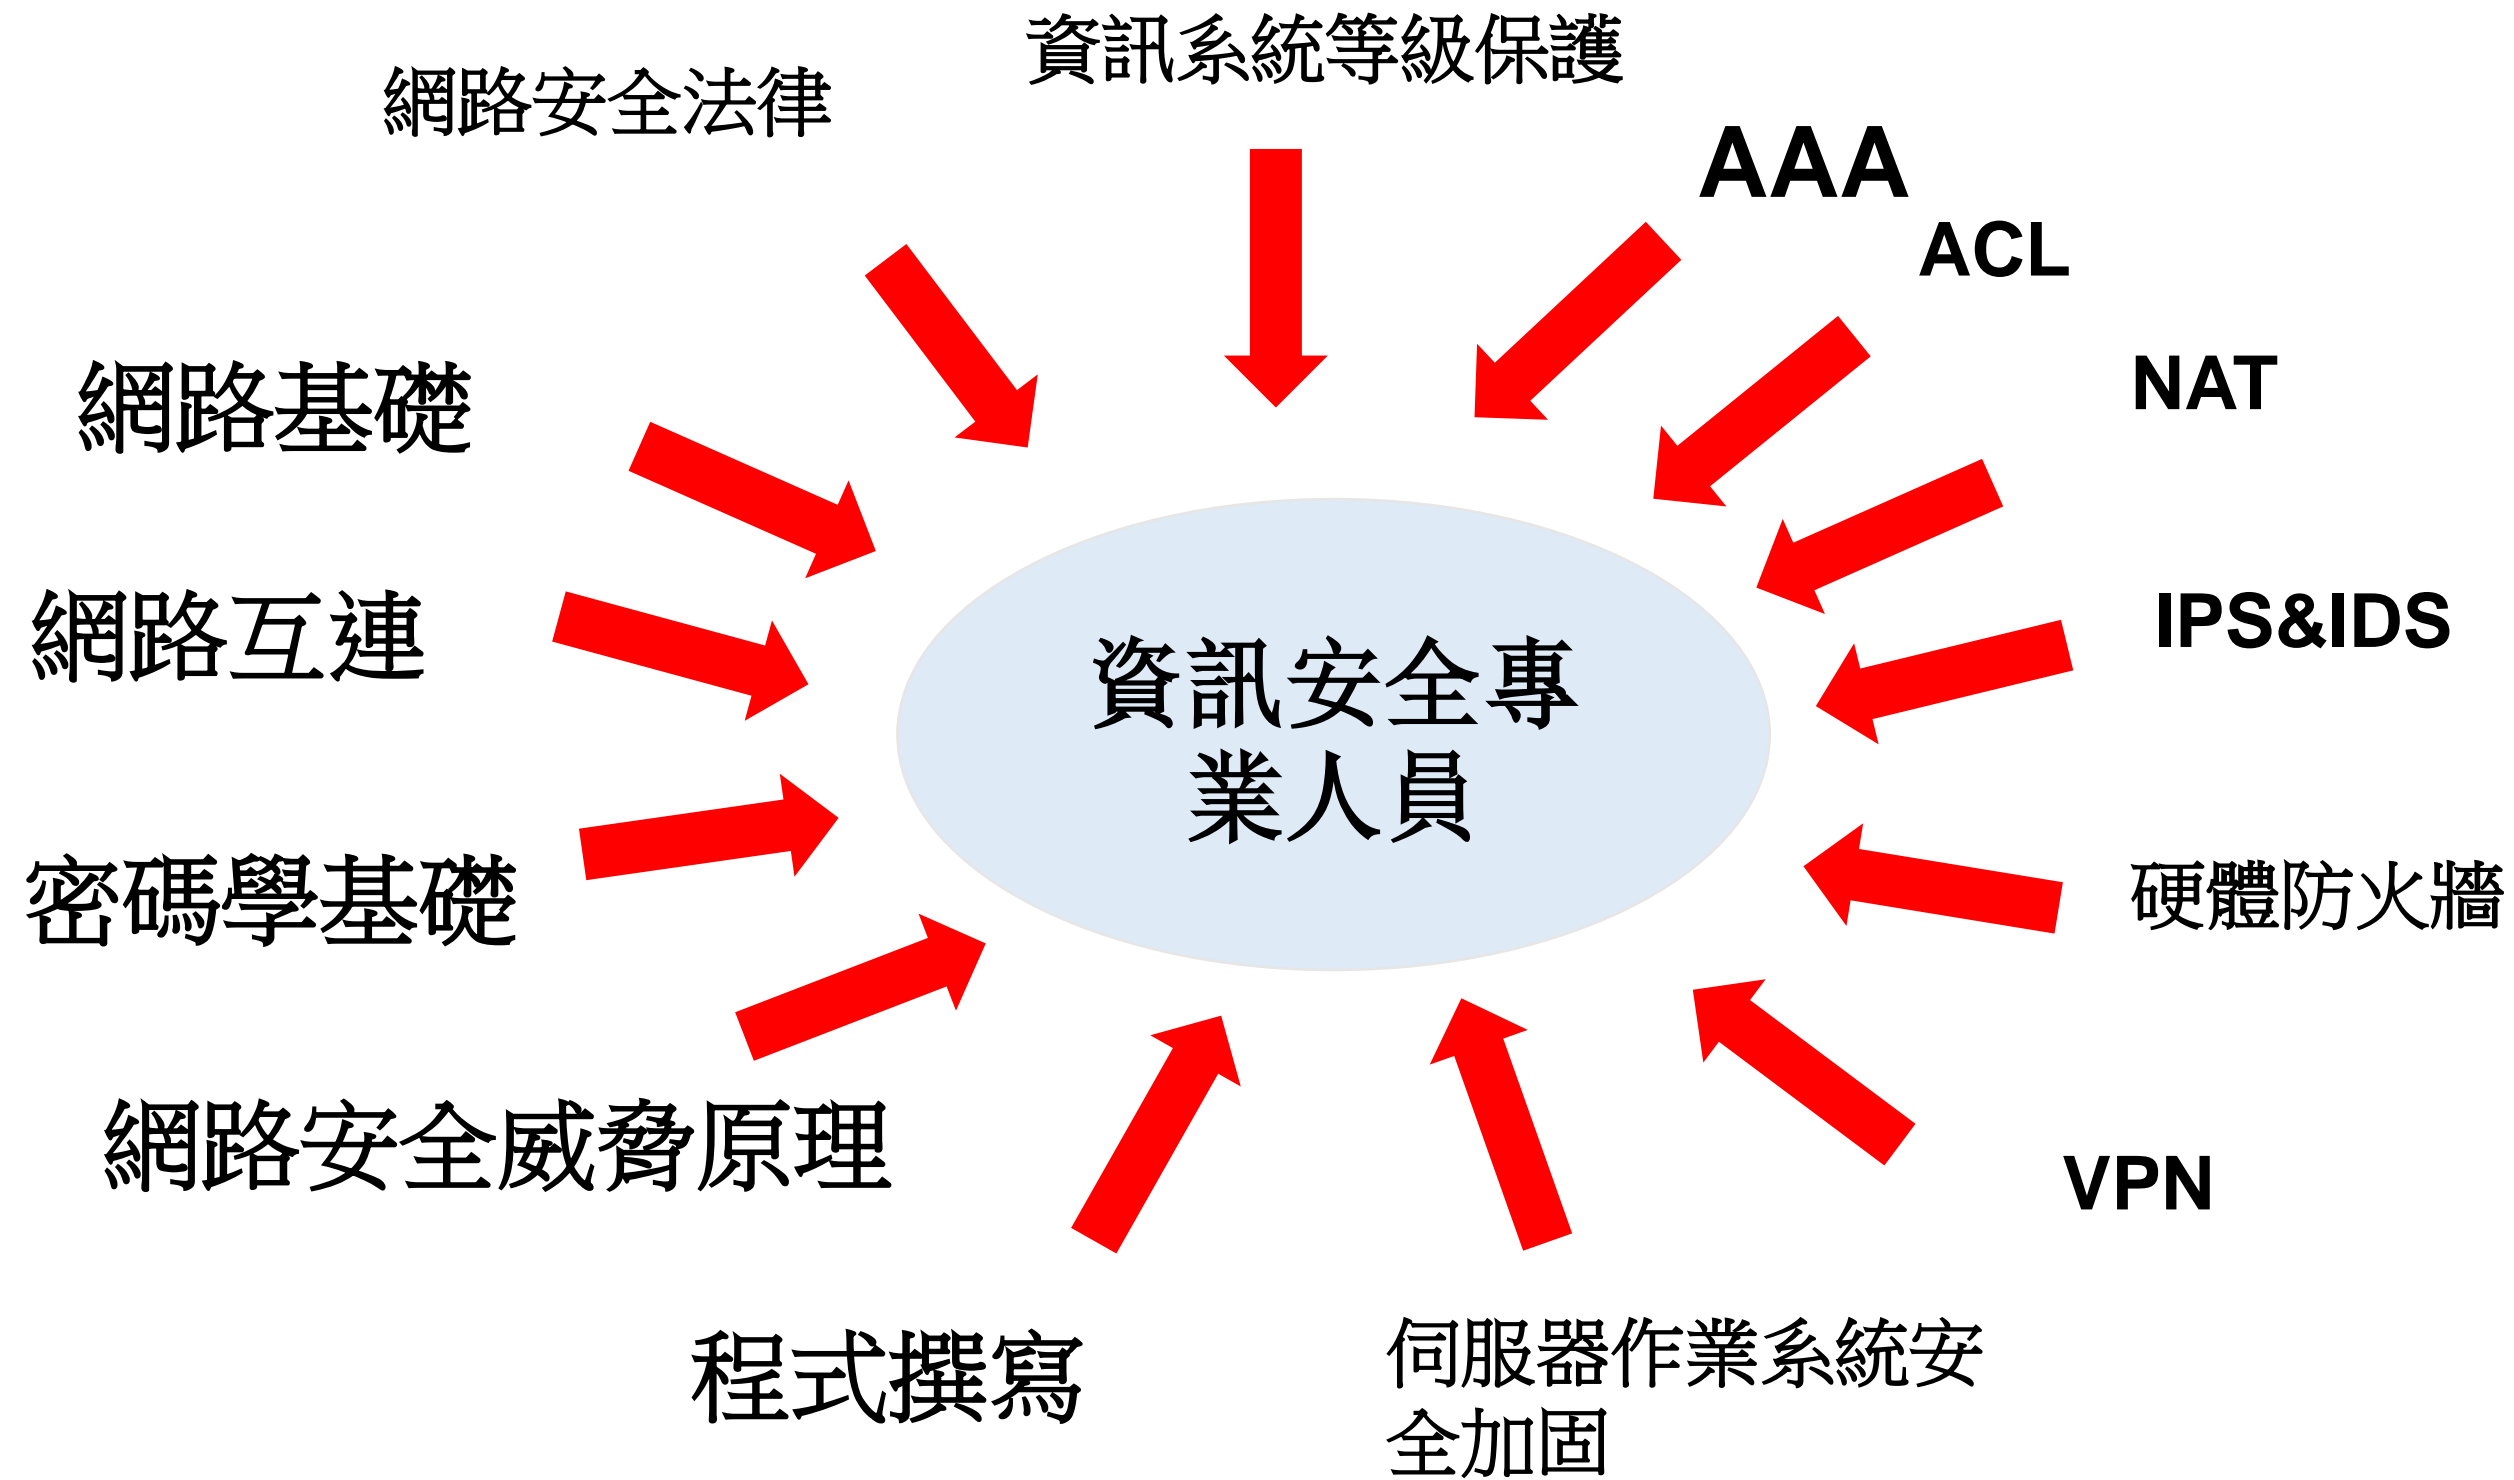 資訊系統等級保護
網絡安全法律
AAA
ACL
網路基礎
NAT
網路互連
IPS&IDS
資訊安全專
業人員
密碼學基礎
硬體防火牆
網路安全威脅原理
VPN
程式撰寫
伺服器作業系統安
全加固